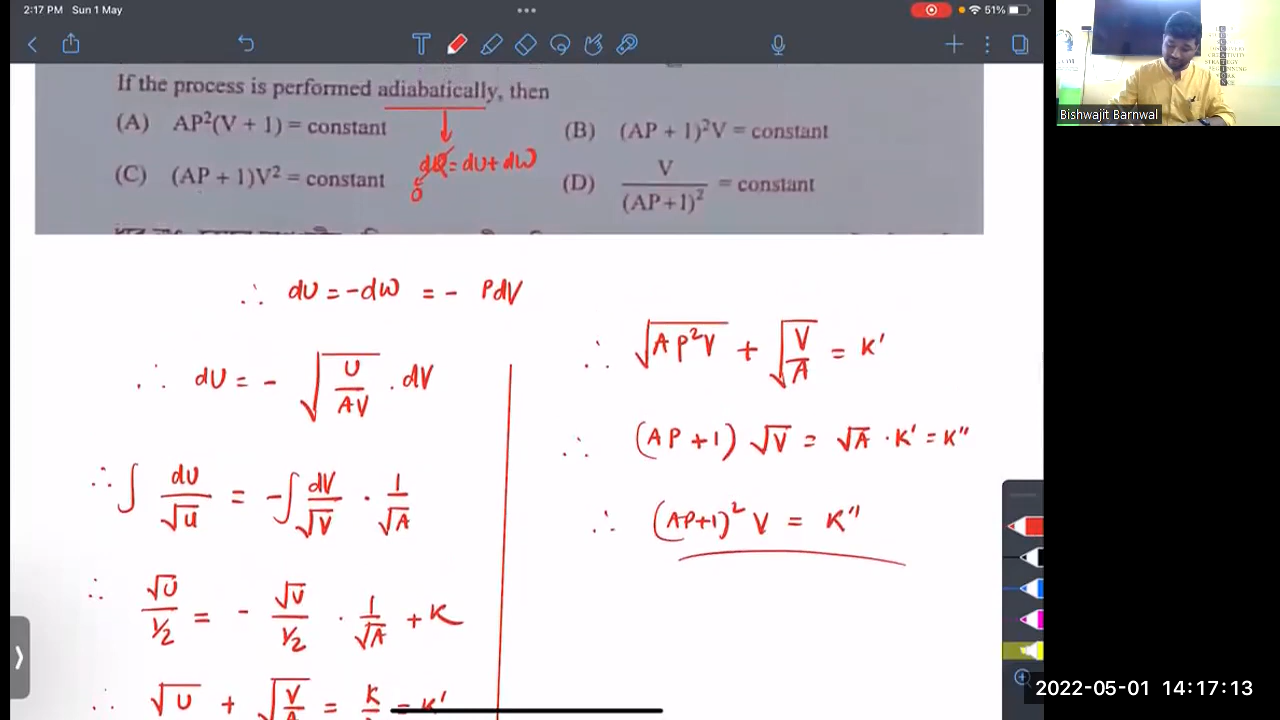 2:17 PM Sun 1 May
51%
If the process is performed adiabatically, then
(A) AP²(V + 1) = constant
(B) (AP + 1)²V = constant
dQ = dU + dW
0
(C) (AP + 1)V² = constant
(D) V/(AP+1)² = constant
∴ dU = -dW = - PdV
∴ dU = - √(U/AV) . dV
∴ ∫ dU/√U = -∫ dV/√V · 1/√A
∴ √U/½ = - √V/½ · 1/√A + K
∴ √U + √(V/A) = K/2 = K'
∴ √(AP²V) + √(V/A) = K'
∴ (AP + 1) √V = √A · K' = K"
∴ (AP+1)² V = K"
Bishwajit Barnwal
STRATEGY
2022-05-01 14:17:13